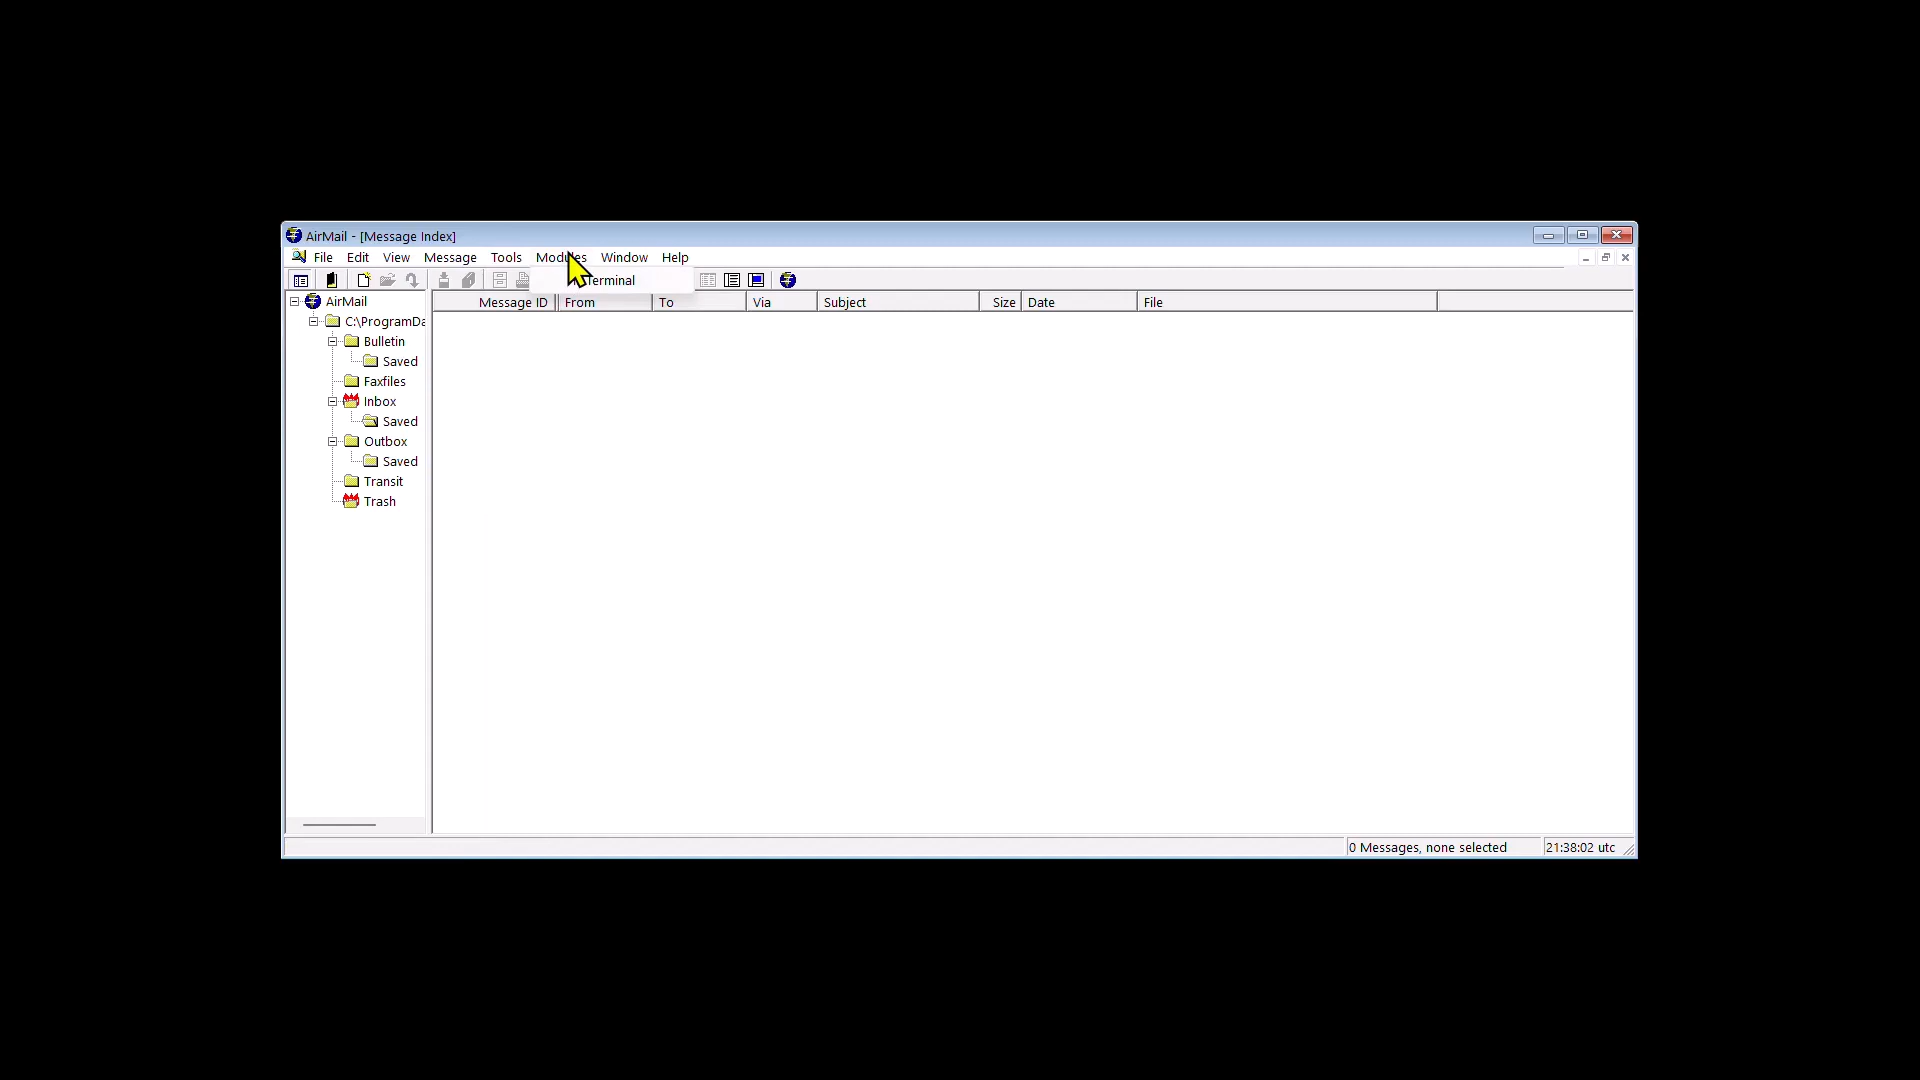 AirMail - [Message Index]
File Edit View Message Tools Modules Window Help
Terminal
AirMail
Message ID From To Via Subject Size Date File
C:\ProgramDa
Bulletin
Saved
Faxfiles
Inbox
Saved
Outbox
Saved
Transit
Trash
0 Messages, none selected 21:38:02 utc